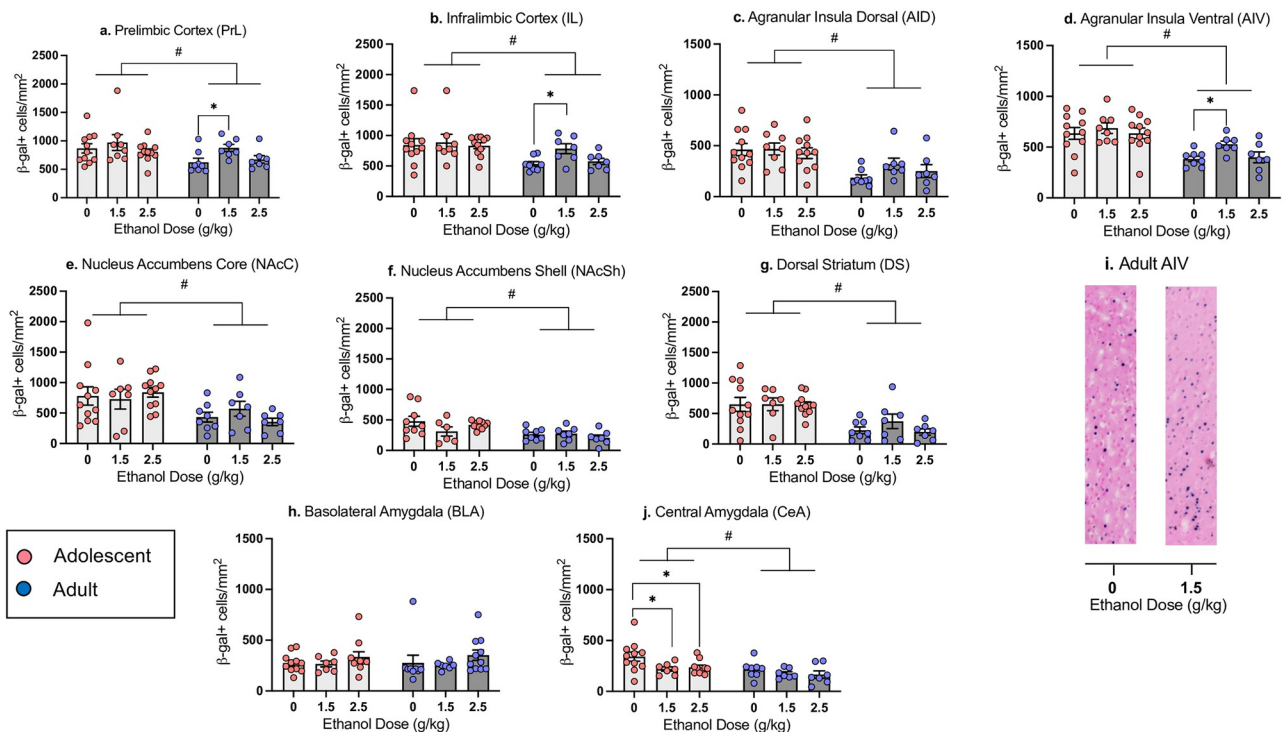 a. Prelimbic Cortex (PrL)
#
*
β-gal+ cells/mm²
2500
2000
1500
1000
500
0
0 1.5 2.5 0 1.5 2.5
Ethanol Dose (g/kg)
b. Infralimbic Cortex (IL)
#
*
β-gal+ cells/mm²
2500
2000
1500
1000
500
0
0 1.5 2.5 0 1.5 2.5
Ethanol Dose (g/kg)
c. Agranular Insula Dorsal (AID)
#
β-gal+ cells/mm²
1500
1000
500
0
0 1.5 2.5 0 1.5 2.5
Ethanol Dose (g/kg)
d. Agranular Insula Ventral (AIV)
#
*
β-gal+ cells/mm²
1500
1000
500
0
0 1.5 2.5 0 1.5 2.5
Ethanol Dose (g/kg)
e. Nucleus Accumbens Core (NAcC)
#
β-gal+ cells/mm²
2500
2000
1500
1000
500
0
0 1.5 2.5 0 1.5 2.5
Ethanol Dose (g/kg)
f. Nucleus Accumbens Shell (NAcSh)
#
β-gal+ cells/mm²
2500
2000
1500
1000
500
0
0 1.5 2.5 0 1.5 2.5
Ethanol Dose (g/kg)
g. Dorsal Striatum (DS)
#
β-gal+ cells/mm²
2500
2000
1500
1000
500
0
0 1.5 2.5 0 1.5 2.5
Ethanol Dose (g/kg)
i. Adult AIV
0 1.5
Ethanol Dose (g/kg)
Adolescent
Adult
h. Basolateral Amygdala (BLA)
β-gal+ cells/mm²
1500
1000
500
0
0 1.5 2.5 0 1.5 2.5
Ethanol Dose (g/kg)
j. Central Amygdala (CeA)
#
*
*
β-gal+ cells/mm²
1500
1000
500
0
0 1.5 2.5 0 1.5 2.5
Ethanol Dose (g/kg)